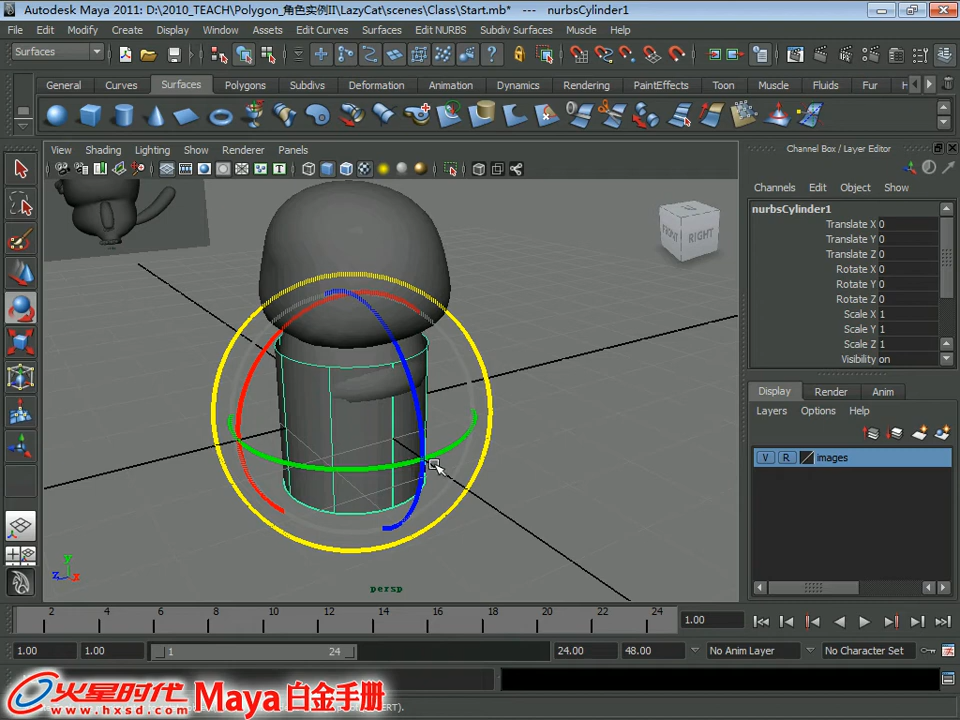 Autodesk Maya 2011: D:\2010_TEACH\Polygon_角色实例II\LazyCat\scenes\Class\Start.mb* --- nurbsCylinder1
File Edit Modify Create Display Window Assets Edit Curves Surfaces Edit NURBS Subdiv Surfaces Muscle Help
Surfaces
General Curves Surfaces Polygons Subdivs Deformation Animation Dynamics Rendering PaintEffects Toon Muscle Fluids Fur
View Shading Lighting Show Renderer Panels
Channel Box / Layer Editor
Channels Edit Object Show
nurbsCylinder1
Translate X 0
Translate Y 0
Translate Z 0
Rotate X 0
Rotate Y 0
Rotate Z 0
Scale X 1
Scale Y 1
Scale Z 1
Visibility on
FRONT RIGHT
Display Render Anim
Layers Options Help
V R images
y
z x
persp
2 4 6 8 10 12 14 16 18 20 22 24
1.00
1.00 1.00 1 24 24.00 48.00 No Anim Layer No Character Set
火星时代 Maya 白金手册
www.hxsd.com